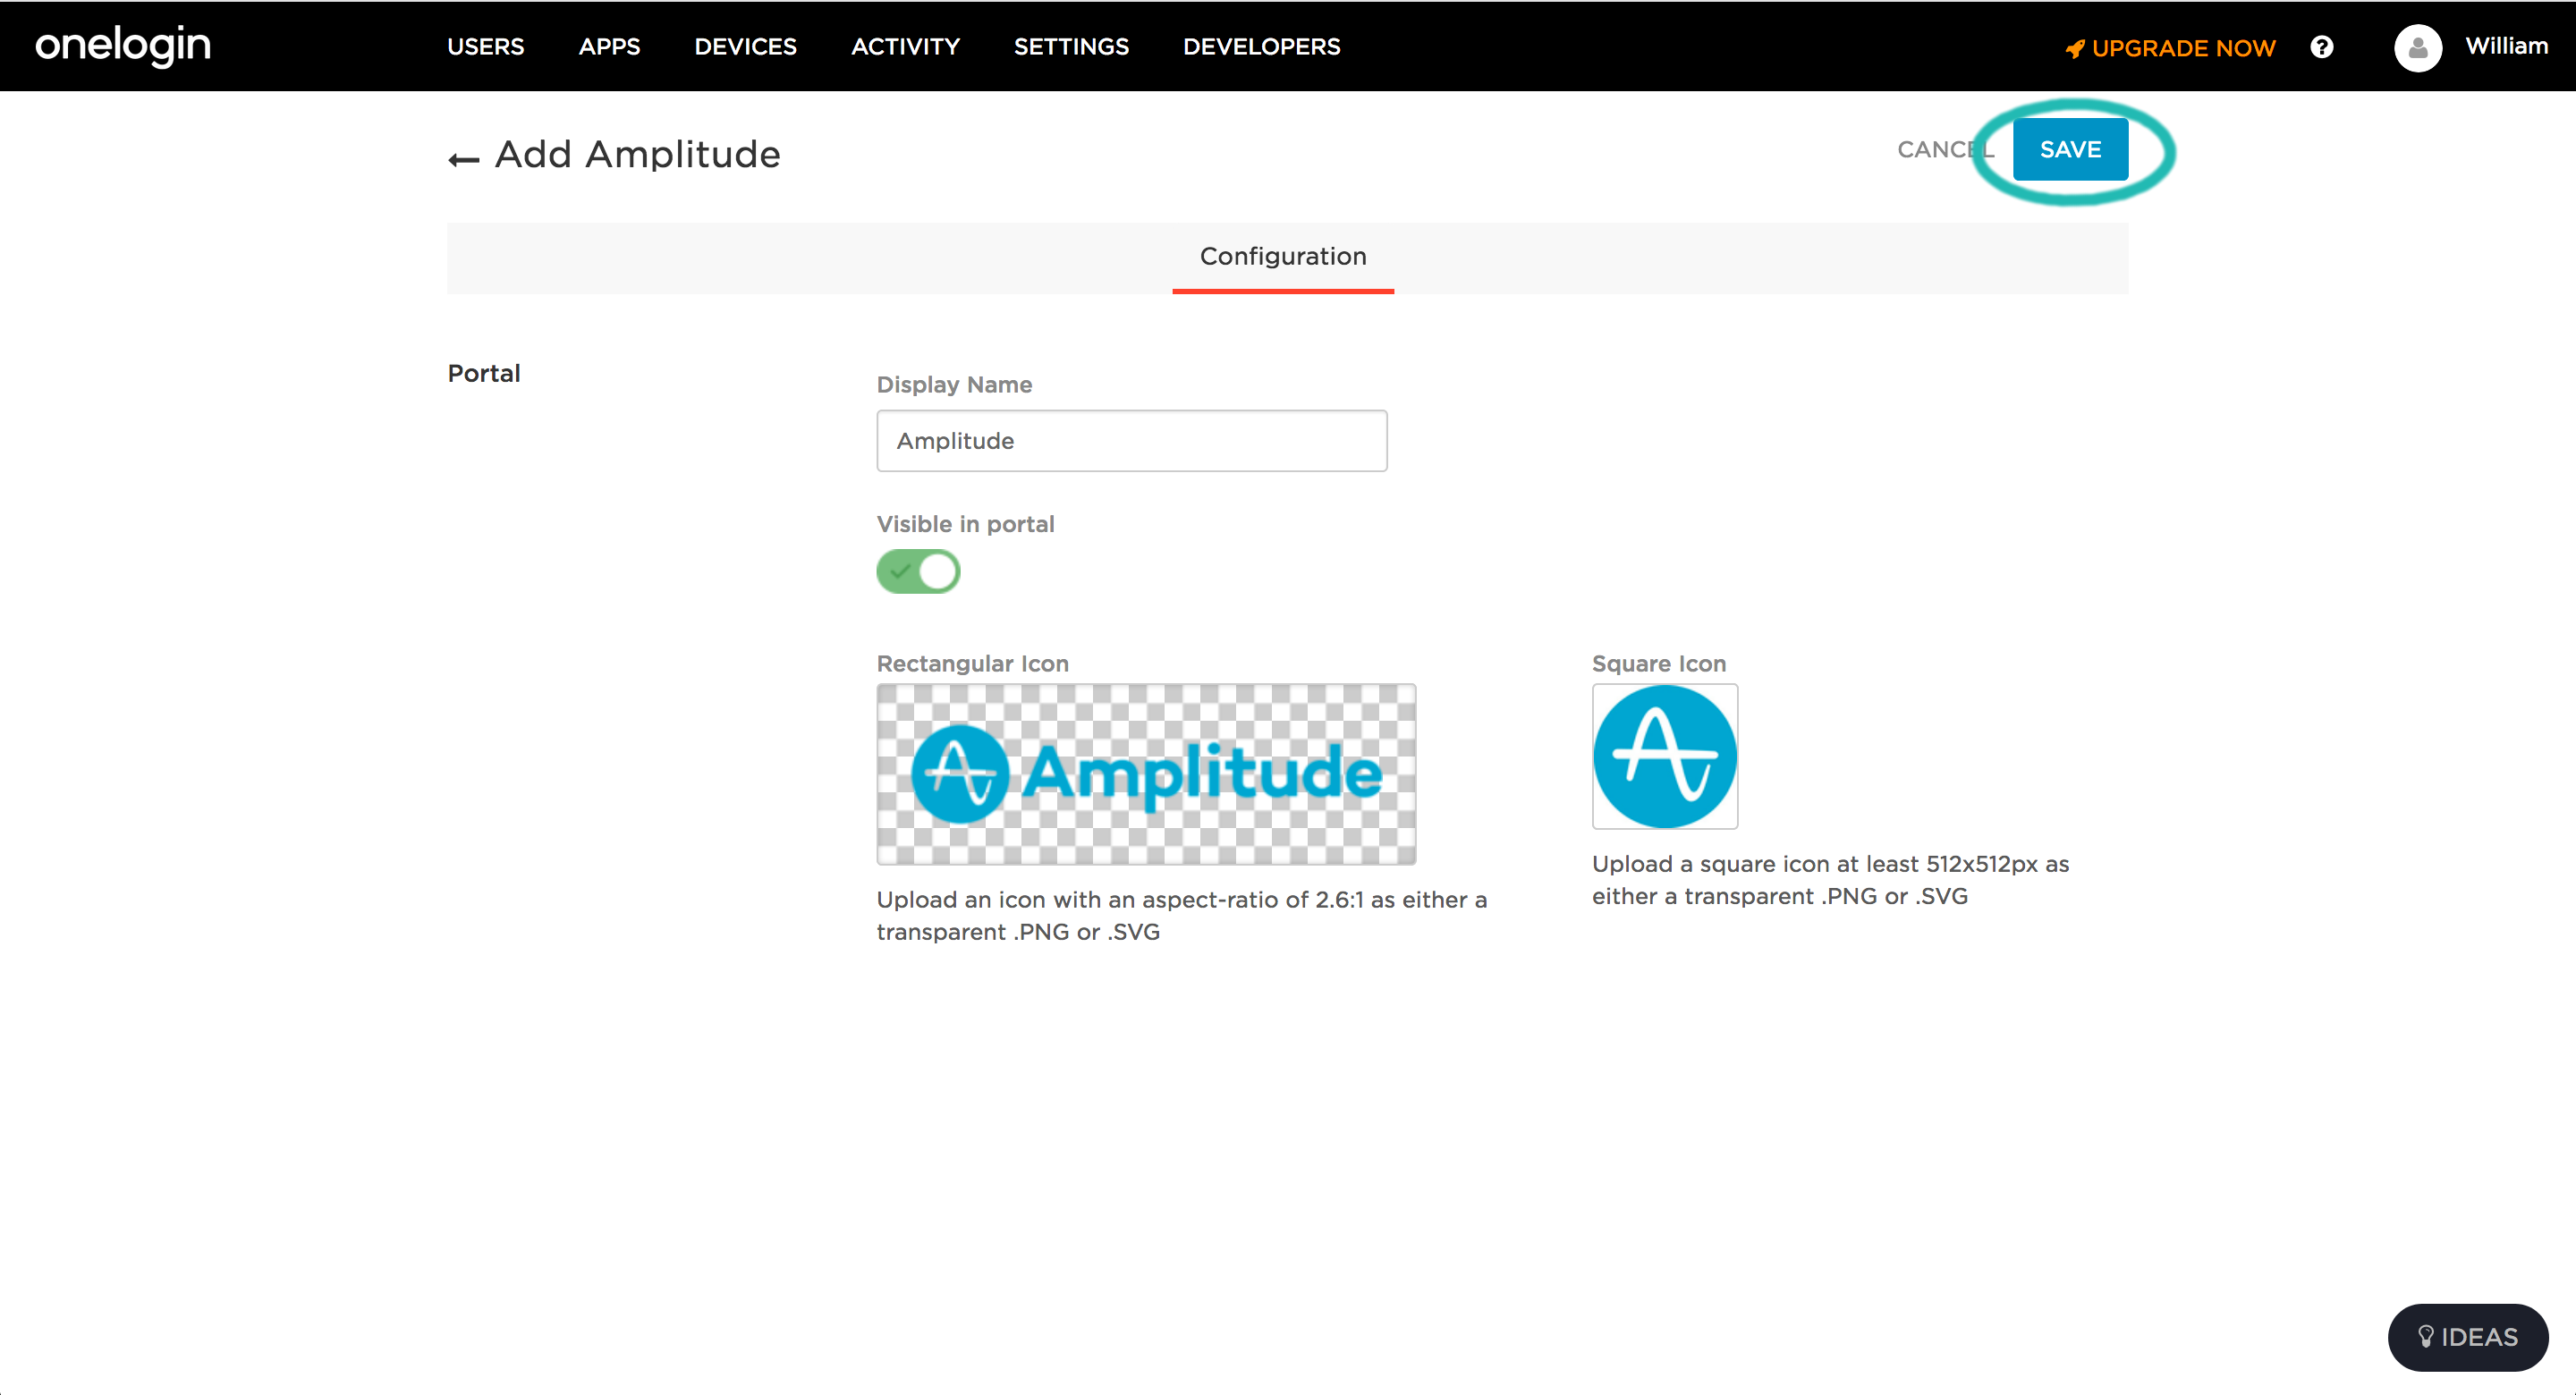 onelogin
USERS APPS DEVICES ACTIVITY SETTINGS DEVELOPERS
UPGRADE NOW
William
Add Amplitude
CANCEL
SAVE
Configuration
Portal
Display Name
Amplitude
Visible in portal
Rectangular Icon
Amplitude
Upload an icon with an aspect-ratio of 2.6:1 as either a
transparent .PNG or .SVG
Square Icon
Upload a square icon at least 512x512px as
either a transparent .PNG or .SVG
IDEAS